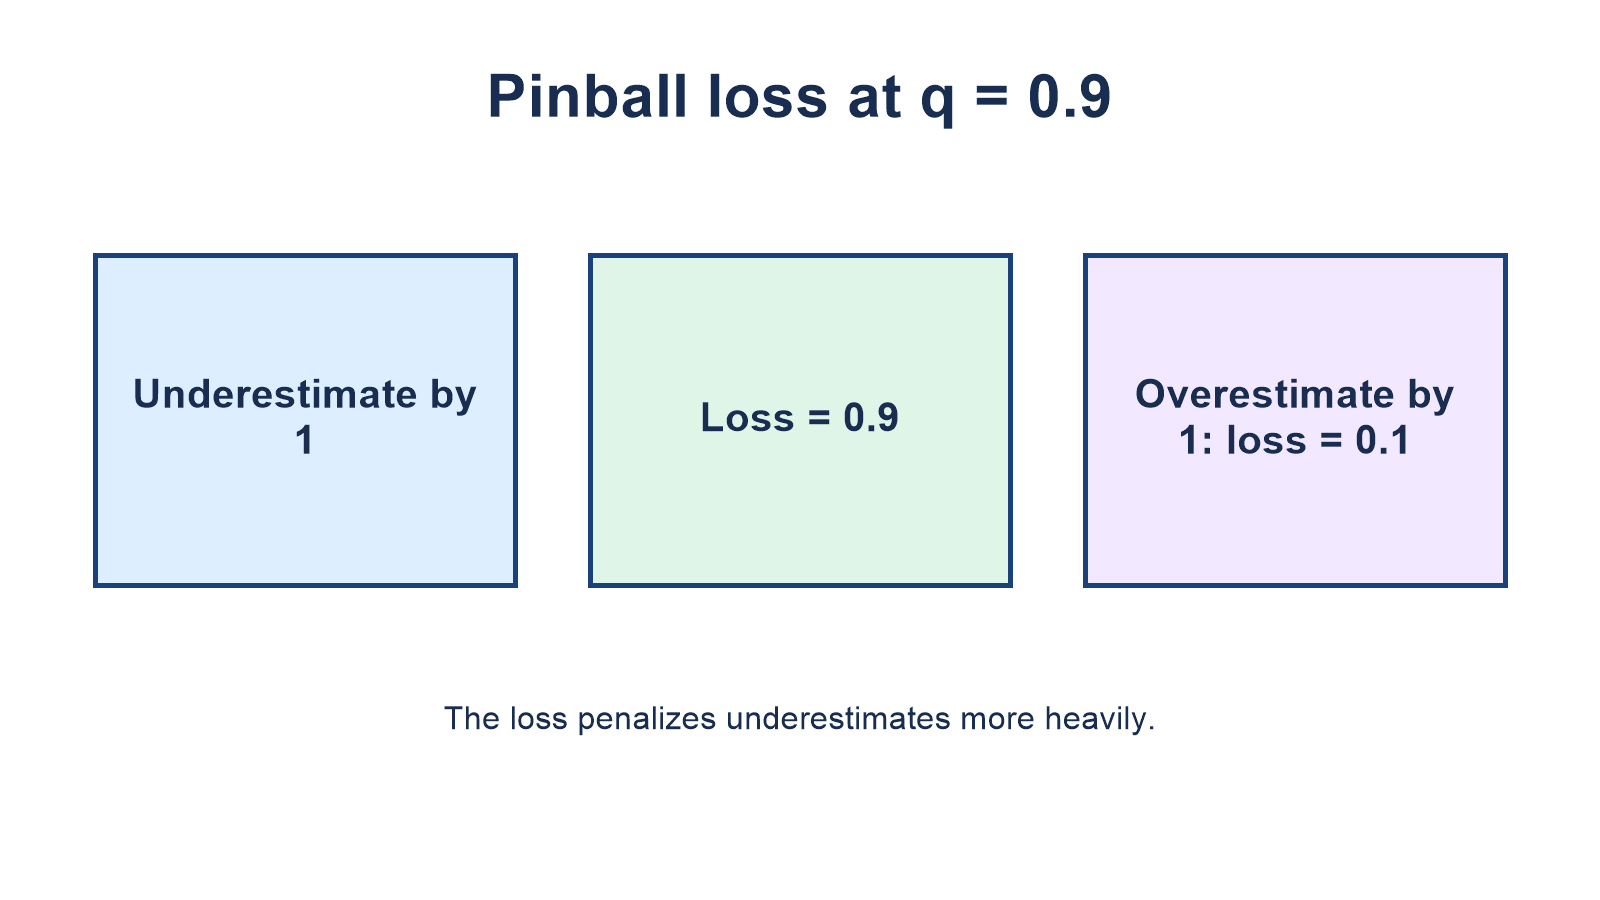 Pinball loss at q = 0.9
Underestimate by
1
Loss = 0.9
Overestimate by
1: loss = 0.1
The loss penalizes underestimates more heavily.